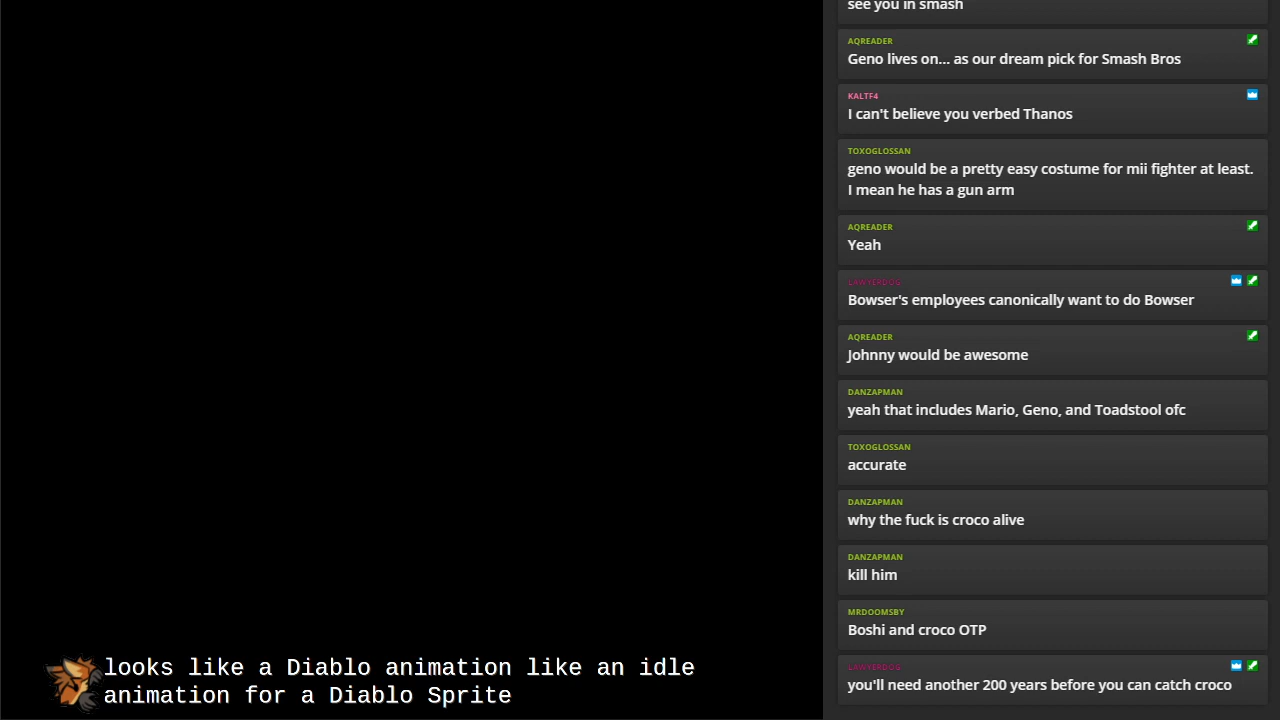 see you in smash
AQREADER
Geno lives on... as our dream pick for Smash Bros
KALTF4
I can't believe you verbed Thanos
TOXOGLOSSAN
geno would be a pretty easy costume for mii fighter at least.
I mean he has a gun arm
AQREADER
Yeah
LAWYERDOG
Bowser's employees canonically want to do Bowser
AQREADER
Johnny would be awesome
DANZAPMAN
yeah that includes Mario, Geno, and Toadstool ofc
TOXOGLOSSAN
accurate
DANZAPMAN
why the fuck is croco alive
DANZAPMAN
kill him
MRDOOMSBY
Boshi and croco OTP
LAWYERDOG
you'll need another 200 years before you can catch croco
looks like a Diablo animation like an idle
animation for a Diablo Sprite